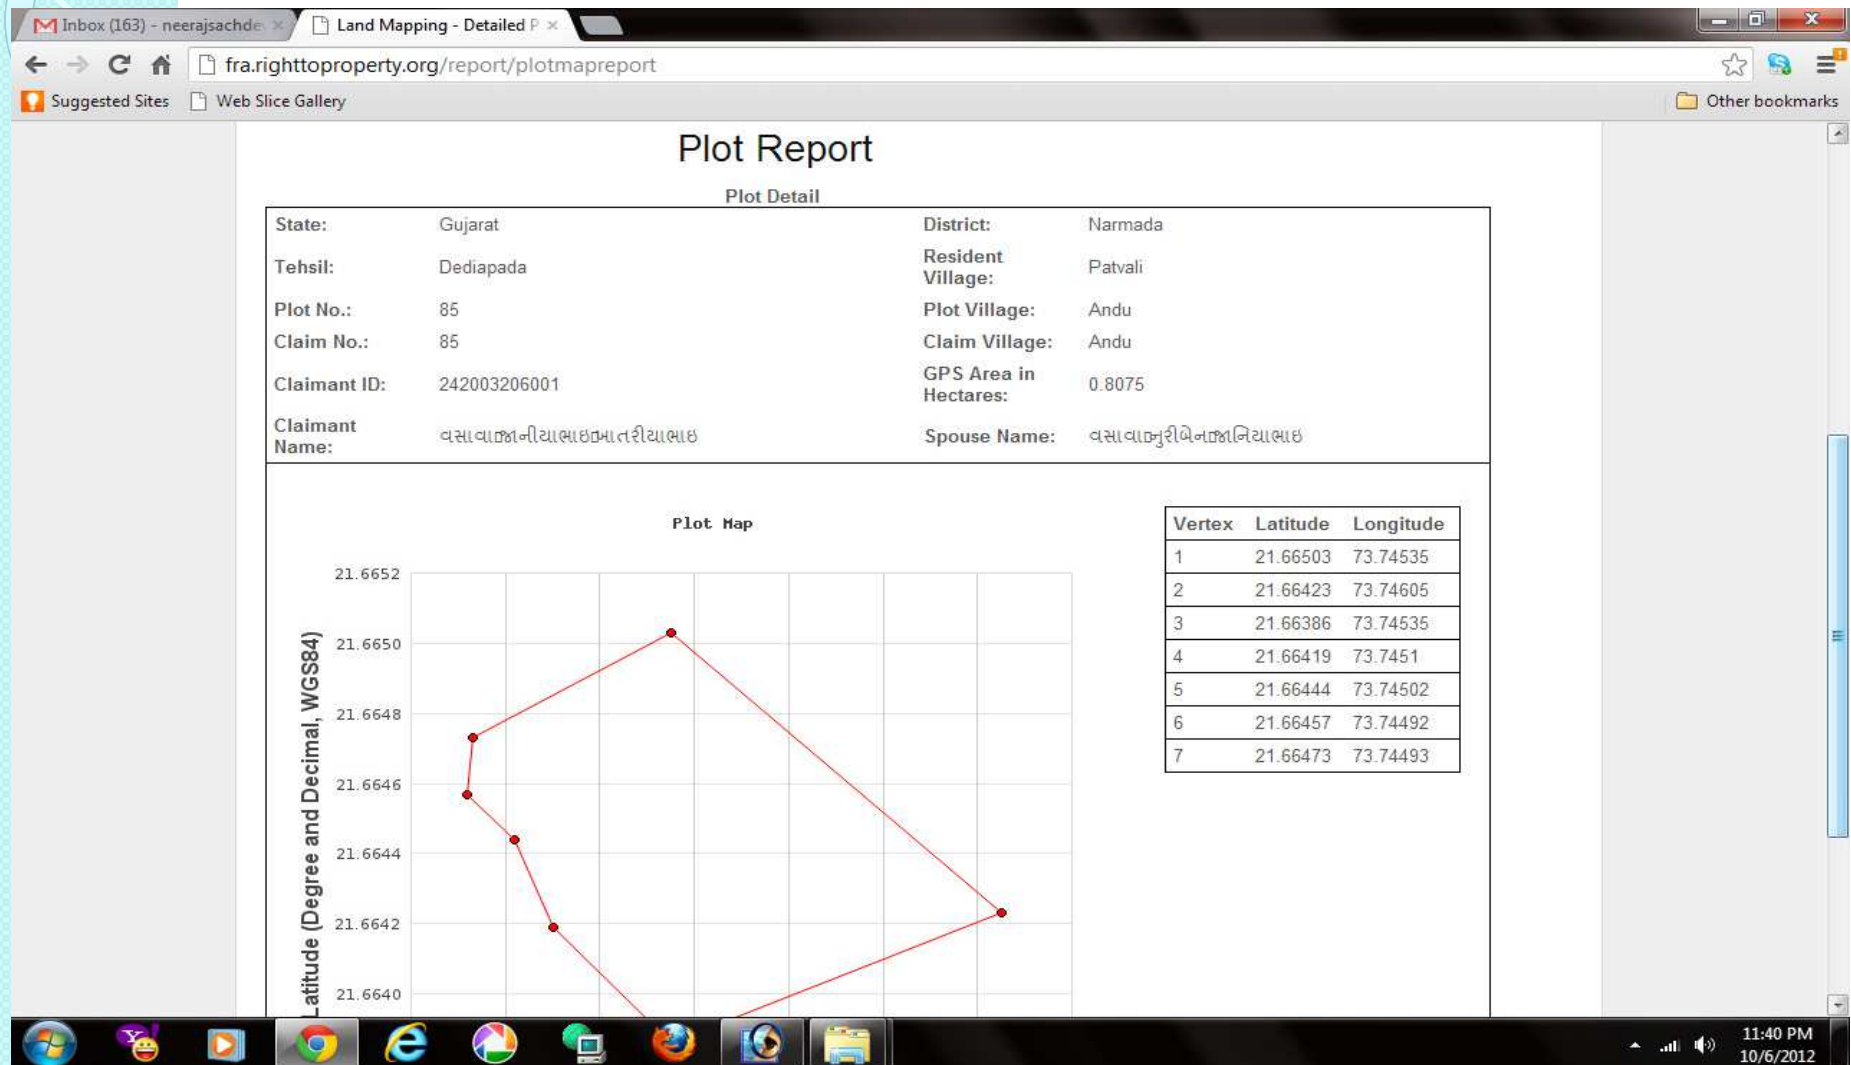 Inbox (163) - neerajsachde
Land Mapping - Detailed P
fra.righttoproperty.org/report/plotmapreport
Suggested Sites Web Slice Gallery Other bookmarks
Plot Report
Plot Detail
State: Gujarat District: Narmada
Tehsil: Dediapada Resident Village: Patvali
Plot No.: 85 Plot Village: Andu
Claim No.: 85 Claim Village: Andu
Claimant ID: 242003206001 GPS Area in Hectares: 0.8075
Claimant Name: Spouse Name:
Plot Map
Vertex Latitude Longitude
1 21.66503 73.74535
2 21.66423 73.74605
3 21.66386 73.74535
4 21.66419 73.7451
5 21.66444 73.74502
6 21.66457 73.74492
7 21.66473 73.74493
21.6652
21.6650
21.6648
21.6646
21.6644
21.6642
21.6640
Latitude (Degree and Decimal, WGS84)
11:40 PM
10/6/2012